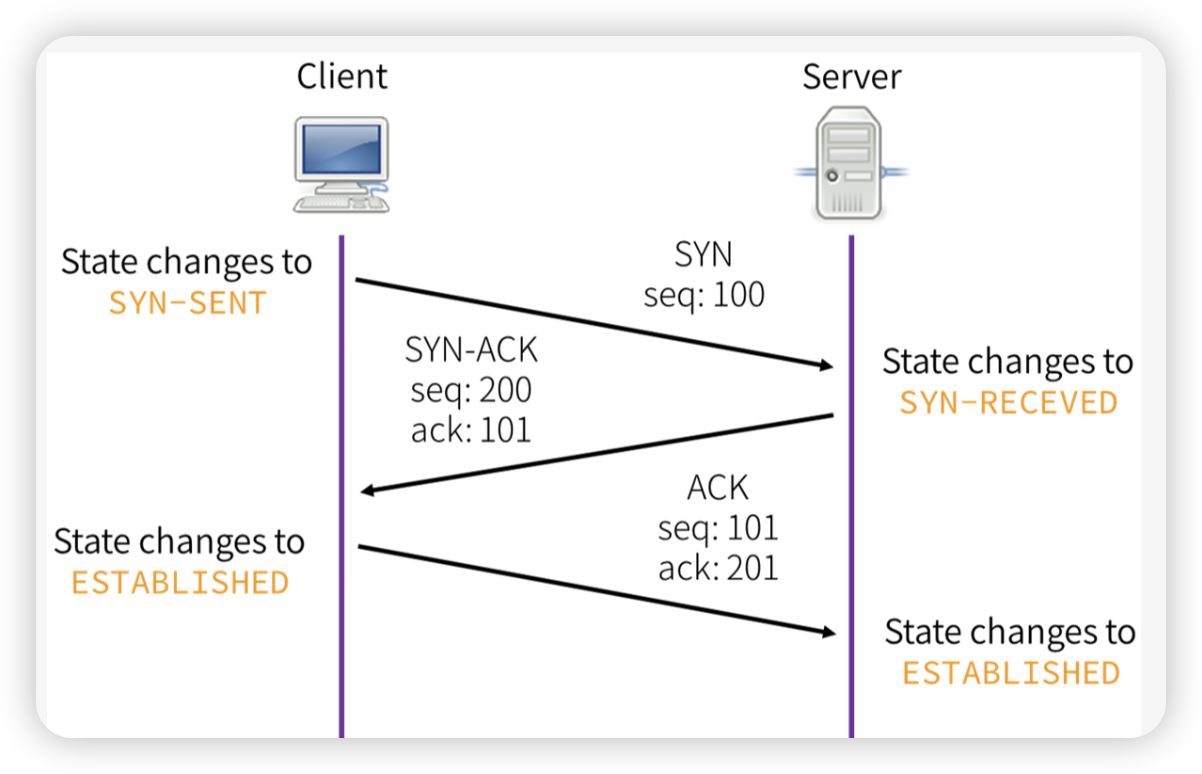 Client
Server
State changes to
SYN-SENT
SYN
seq: 100
State changes to
SYN-RECEVED
SYN-ACK
seq: 200
ack: 101
State changes to
ESTABLISHED
ACK
seq: 101
ack: 201
State changes to
ESTABLISHED